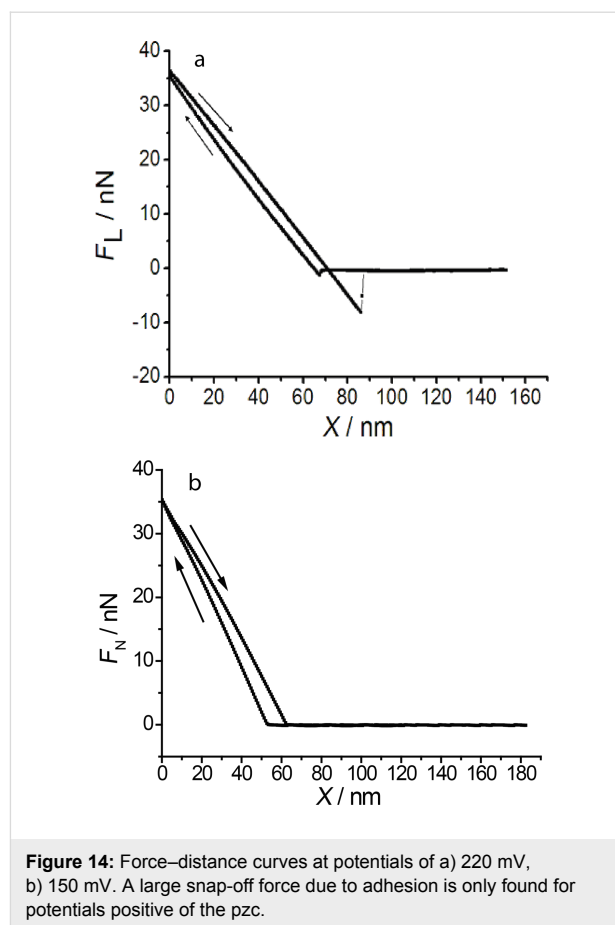 a
40
30
20
10
0
-10
-20
F_L / nN
0 20 40 60 80 100 120 140 160
X / nm
b
40
30
20
10
0
F_N / nN
0 20 40 60 80 100 120 140 160 180
X / nm
Figure 14: Force–distance curves at potentials of a) 220 mV,
b) 150 mV. A large snap-off force due to adhesion is only found for
potentials positive of the pzc.